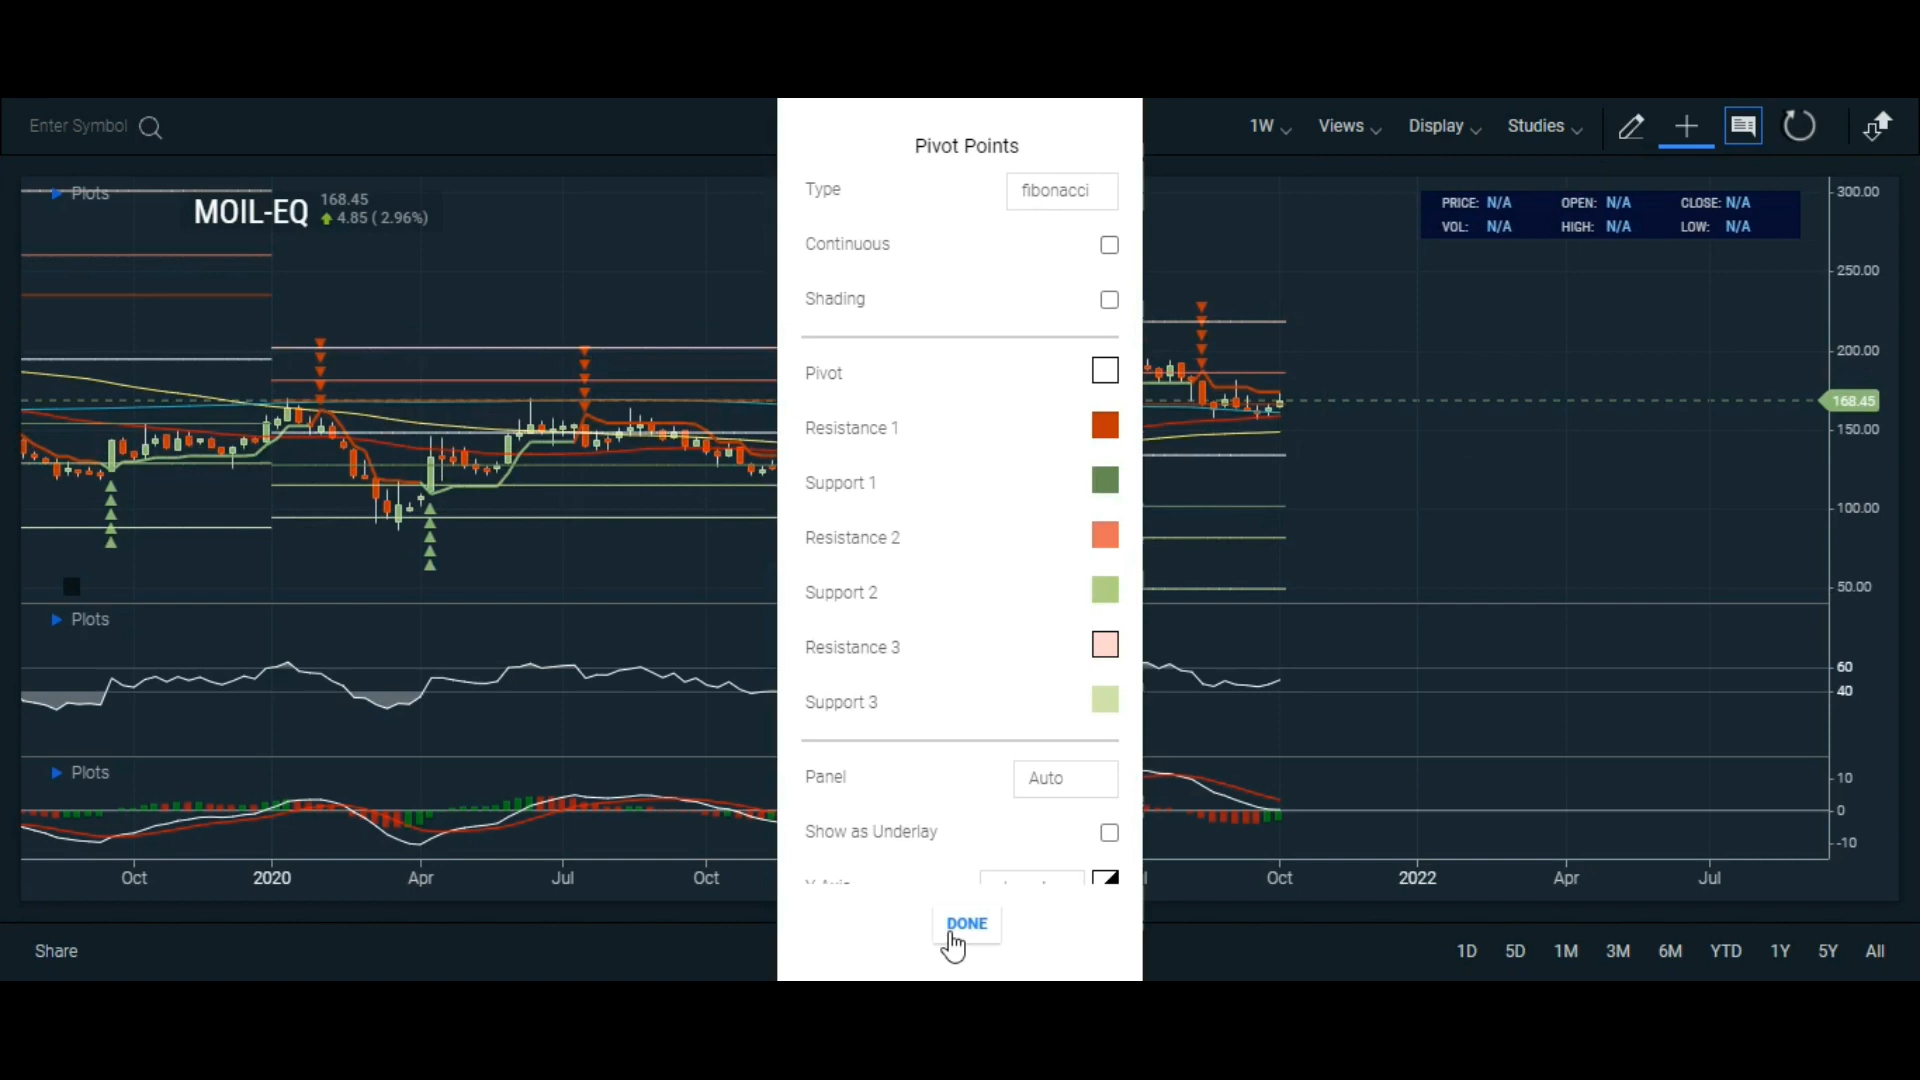 Enter Symbol
1W
Views
Display
Studies
Plots
MOIL-EQ
168.45
4.85 ( 2.96%)
PRICE: N/A OPEN: N/A CLOSE: N/A
VOL: N/A HIGH: N/A LOW: N/A
Pivot Points
Type
fibonacci
Continuous
Shading
Pivot
Resistance 1
Support 1
Resistance 2
Support 2
Resistance 3
Support 3
Panel
Auto
Show as Underlay
DONE
300.00
250.00
200.00
168.45
150.00
100.00
50.00
Plots
60
40
Plots
10
0
-10
Oct 2020 Apr Jul Oct Oct 2022 Apr Jul
Share
1D 5D 1M 3M 6M YTD 1Y 5Y All